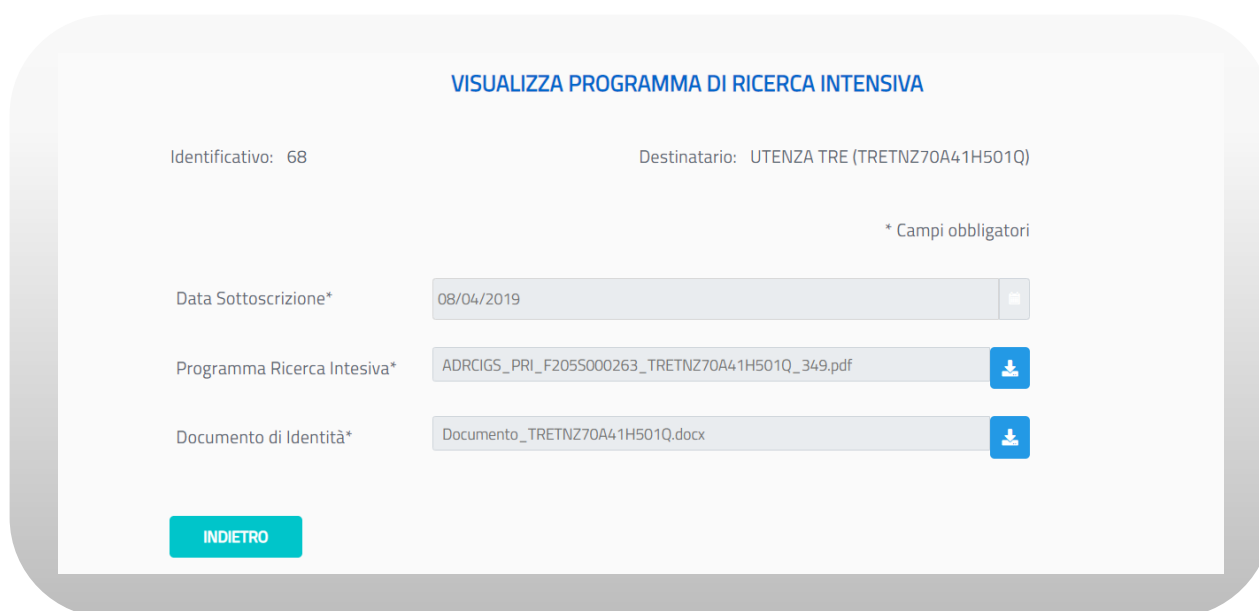 VISUALIZZA PROGRAMMA DI RICERCA INTENSIVA
Identificativo: 68 Destinatario: UTENZA TRE (TRETNZ70A41H501Q)
* Campi obbligatori
Data Sottoscrizione* 08/04/2019
Programma Ricerca Intesiva* ADRCIGS_PRI_F205S000263_TRETNZ70A41H501Q_349.pdf
Documento di Identità* Documento_TRETNZ70A41H501Q.docx
INDIETRO